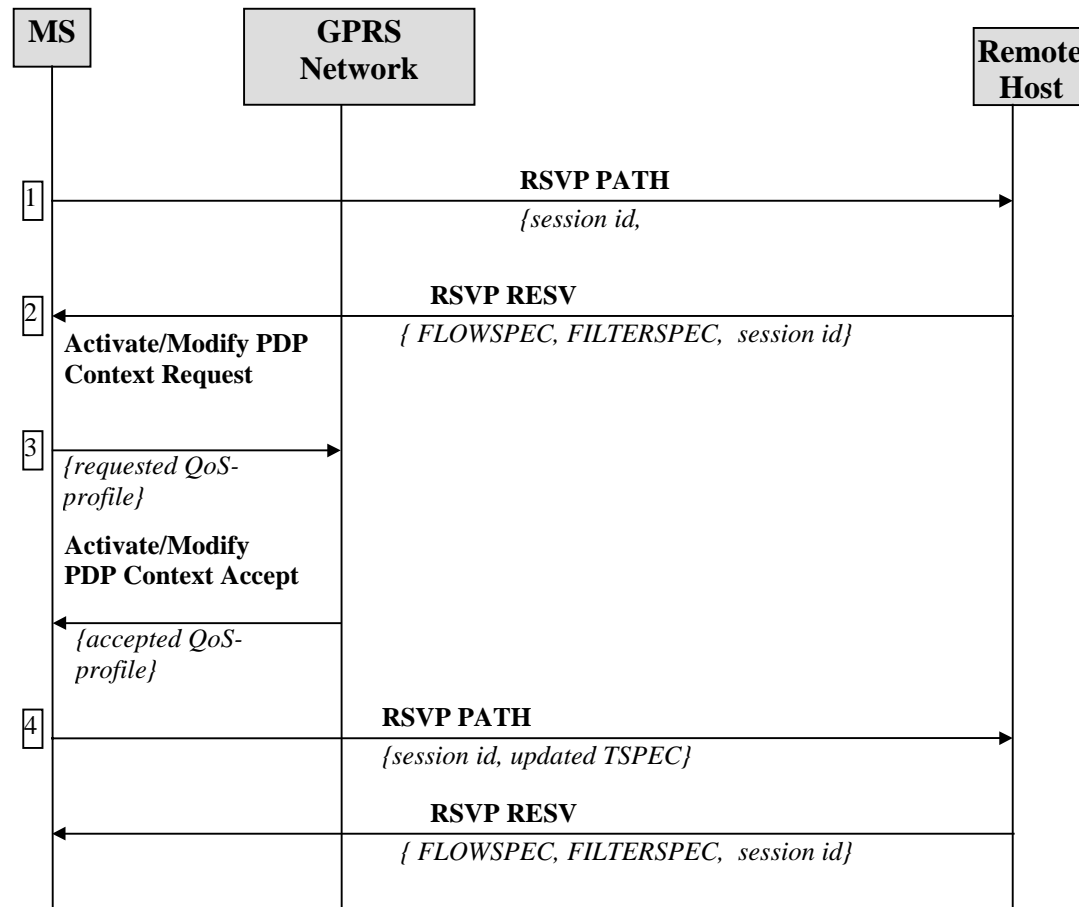 MS
GPRS
Network
Remote
Host
RSVP PATH
1
{session id,
RSVP RESV
2
{ FLOWSPEC, FILTERSPEC, session id}
Activate/Modify PDP
Context Request
3
{requested QoS-
profile}
Activate/Modify
PDP Context Accept
{accepted QoS-
profile}
4
RSVP PATH
{session id, updated TSPEC}
RSVP RESV
{ FLOWSPEC, FILTERSPEC, session id}